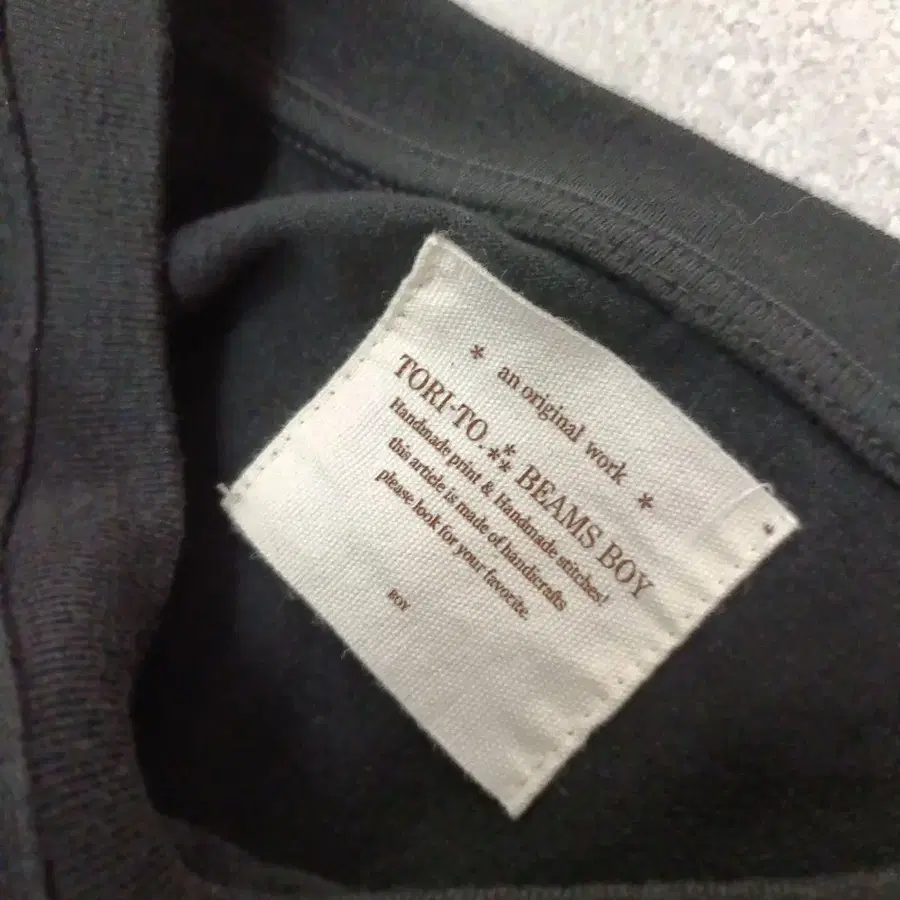 * an original work *
TORI-TO.⁂ BEAMS BOY
Handmade print & Handmade stitches!
this article is made of handicrafts
please look for your favorite.
BOY